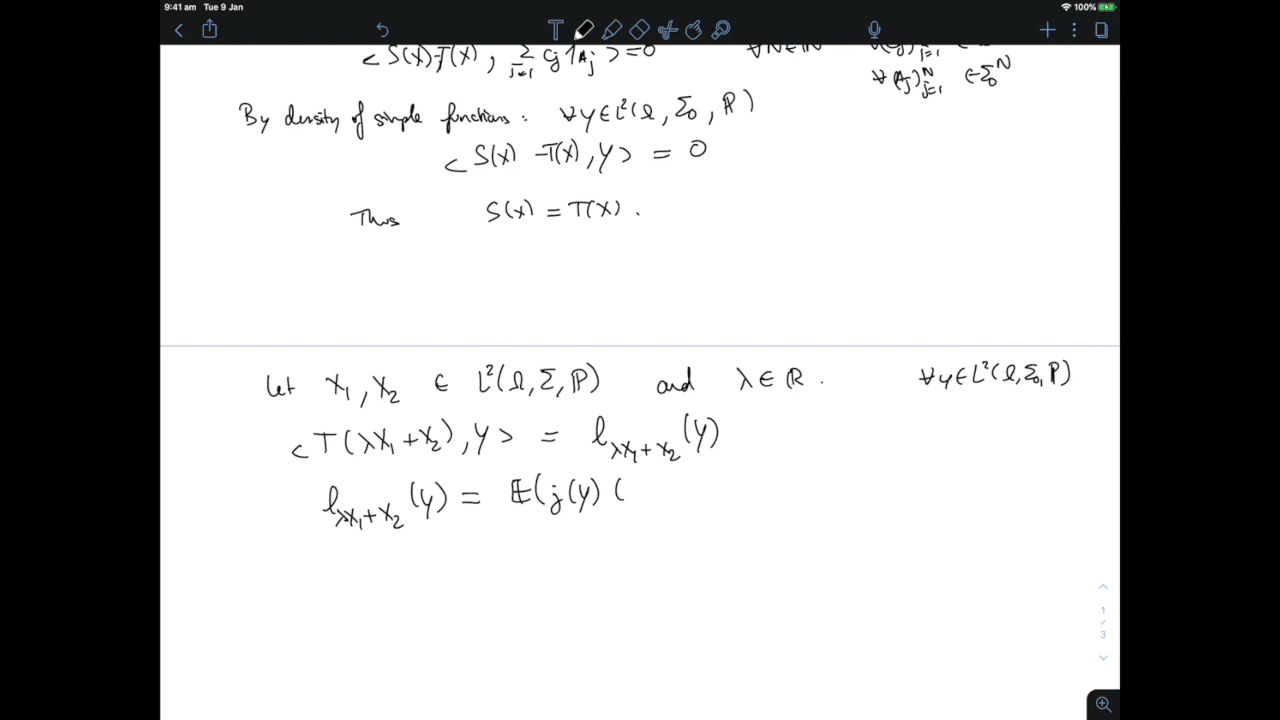 9:41 am Tue 9 Jan
100%
< S(X)-T(X), Σ_{j=1} c_j 1_{A_j} > = 0 ∀N∈ℕ
∀ (A_j)_{j=1}^N ∈ Σ_0^N
By density of simple functions : ∀ Y ∈ L²(Ω, Σ_0, ℙ)
< S(X) - T(X), Y > = 0
Thus S(X) = T(X) .
Let X_1, X_2 ∈ L²(Ω, Σ, ℙ) and λ ∈ ℝ . ∀ Y ∈ L²(Ω, Σ_0, ℙ)
< T(λX_1 + X_2), Y > = l_{λX_1+X_2}(Y)
l_{λX_1+X_2}(Y) = 𝔼( j(Y) (
1
/
3